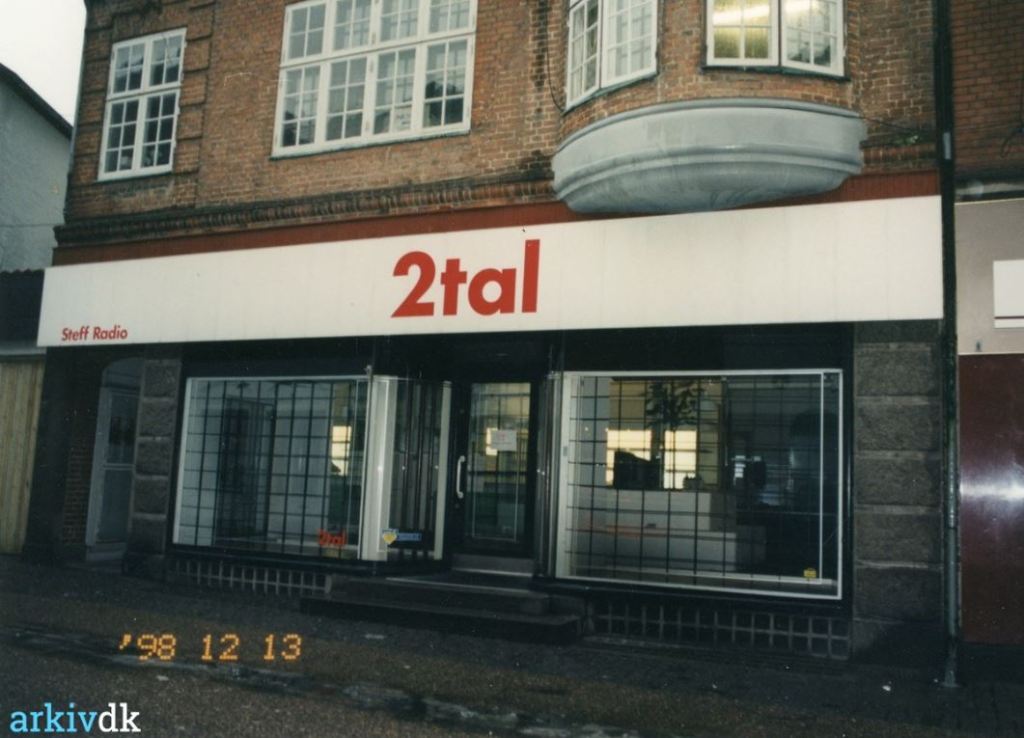 2tal
Steff Radio
2tal
'98 12 13
arkivdk